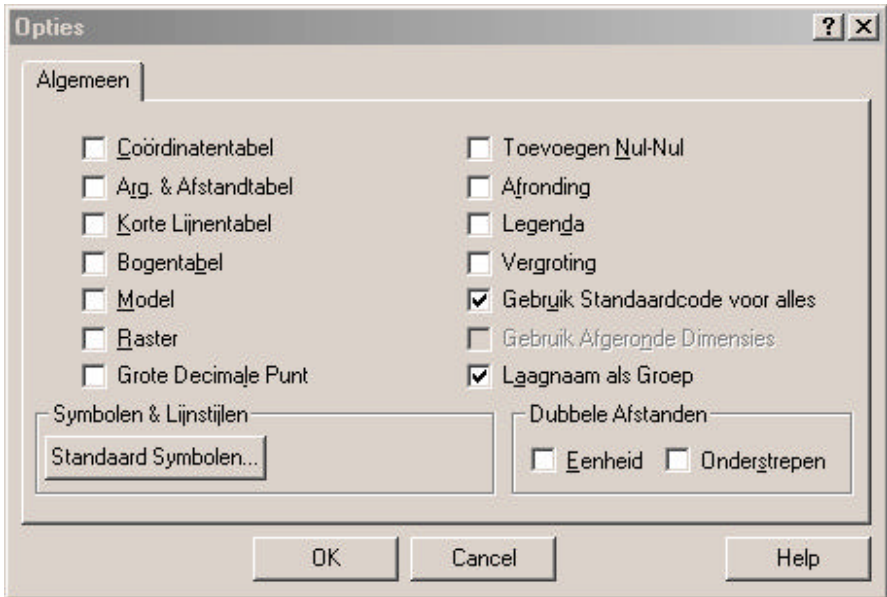 Opties
Algemeen
Coördinatentabel
Arg. & Afstandtabel
Korte Lijnentabel
Bogentabel
Model
Raster
Grote Decimale Punt
Toevoegen Nul-Nul
Afronding
Legenda
Vergroting
Gebruik Standaardcode voor alles
Gebruik Afgeronde Dimensies
Laagnaam als Groep
Symbolen & Lijnstijlen
Standaard Symbolen...
Dubbele Afstanden
Eenheid
Onderstrepen
OK
Cancel
Help